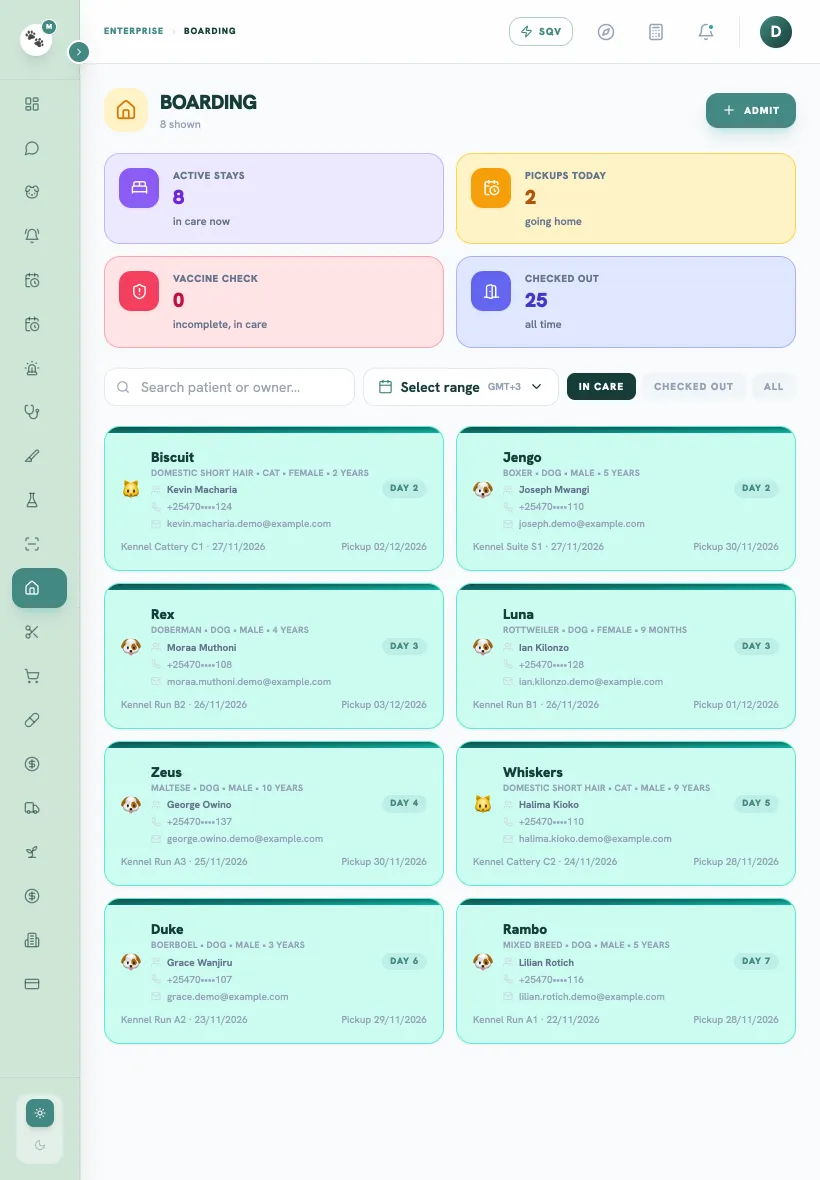 M
ENTERPRISE › BOARDING
SQV
D
BOARDING
8 shown
+ ADMIT
ACTIVE STAYS
8
in care now
PICKUPS TODAY
2
going home
VACCINE CHECK
0
incomplete, in care
CHECKED OUT
25
all time
Search patient or owner...
Select range GMT+3
IN CARE
CHECKED OUT
ALL
Biscuit
DOMESTIC SHORT HAIR • CAT • FEMALE • 2 YEARS
Kevin Macharia
DAY 2
+25470••••124
kevin.macharia.demo@example.com
Kennel Cattery C1 · 27/11/2026
Pickup 02/12/2026
Jengo
BOXER • DOG • MALE • 5 YEARS
Joseph Mwangi
DAY 2
+25470••••110
joseph.demo@example.com
Kennel Suite S1 · 27/11/2026
Pickup 30/11/2026
Rex
DOBERMAN • DOG • MALE • 4 YEARS
Moraa Muthoni
DAY 3
+25470••••108
moraa.muthoni.demo@example.com
Kennel Run B2 · 26/11/2026
Pickup 03/12/2026
Luna
ROTTWEILER • DOG • FEMALE • 9 MONTHS
Ian Kilonzo
DAY 3
+25470••••128
ian.kilonzo.demo@example.com
Kennel Run B1 · 26/11/2026
Pickup 01/12/2026
Zeus
MALTESE • DOG • MALE • 10 YEARS
George Owino
DAY 4
+25470••••137
george.owino.demo@example.com
Kennel Run A3 · 25/11/2026
Pickup 30/11/2026
Whiskers
DOMESTIC SHORT HAIR • CAT • MALE • 9 YEARS
Halima Kioko
DAY 5
+25470••••110
halima.kioko.demo@example.com
Kennel Cattery C2 · 24/11/2026
Pickup 28/11/2026
Duke
BOERBOEL • DOG • MALE • 3 YEARS
Grace Wanjiru
DAY 6
+25470••••107
grace.demo@example.com
Kennel Run A2 · 23/11/2026
Pickup 29/11/2026
Rambo
MIXED BREED • DOG • MALE • 5 YEARS
Lilian Rotich
DAY 7
+25470••••116
lilian.rotich.demo@example.com
Kennel Run A1 · 22/11/2026
Pickup 28/11/2026